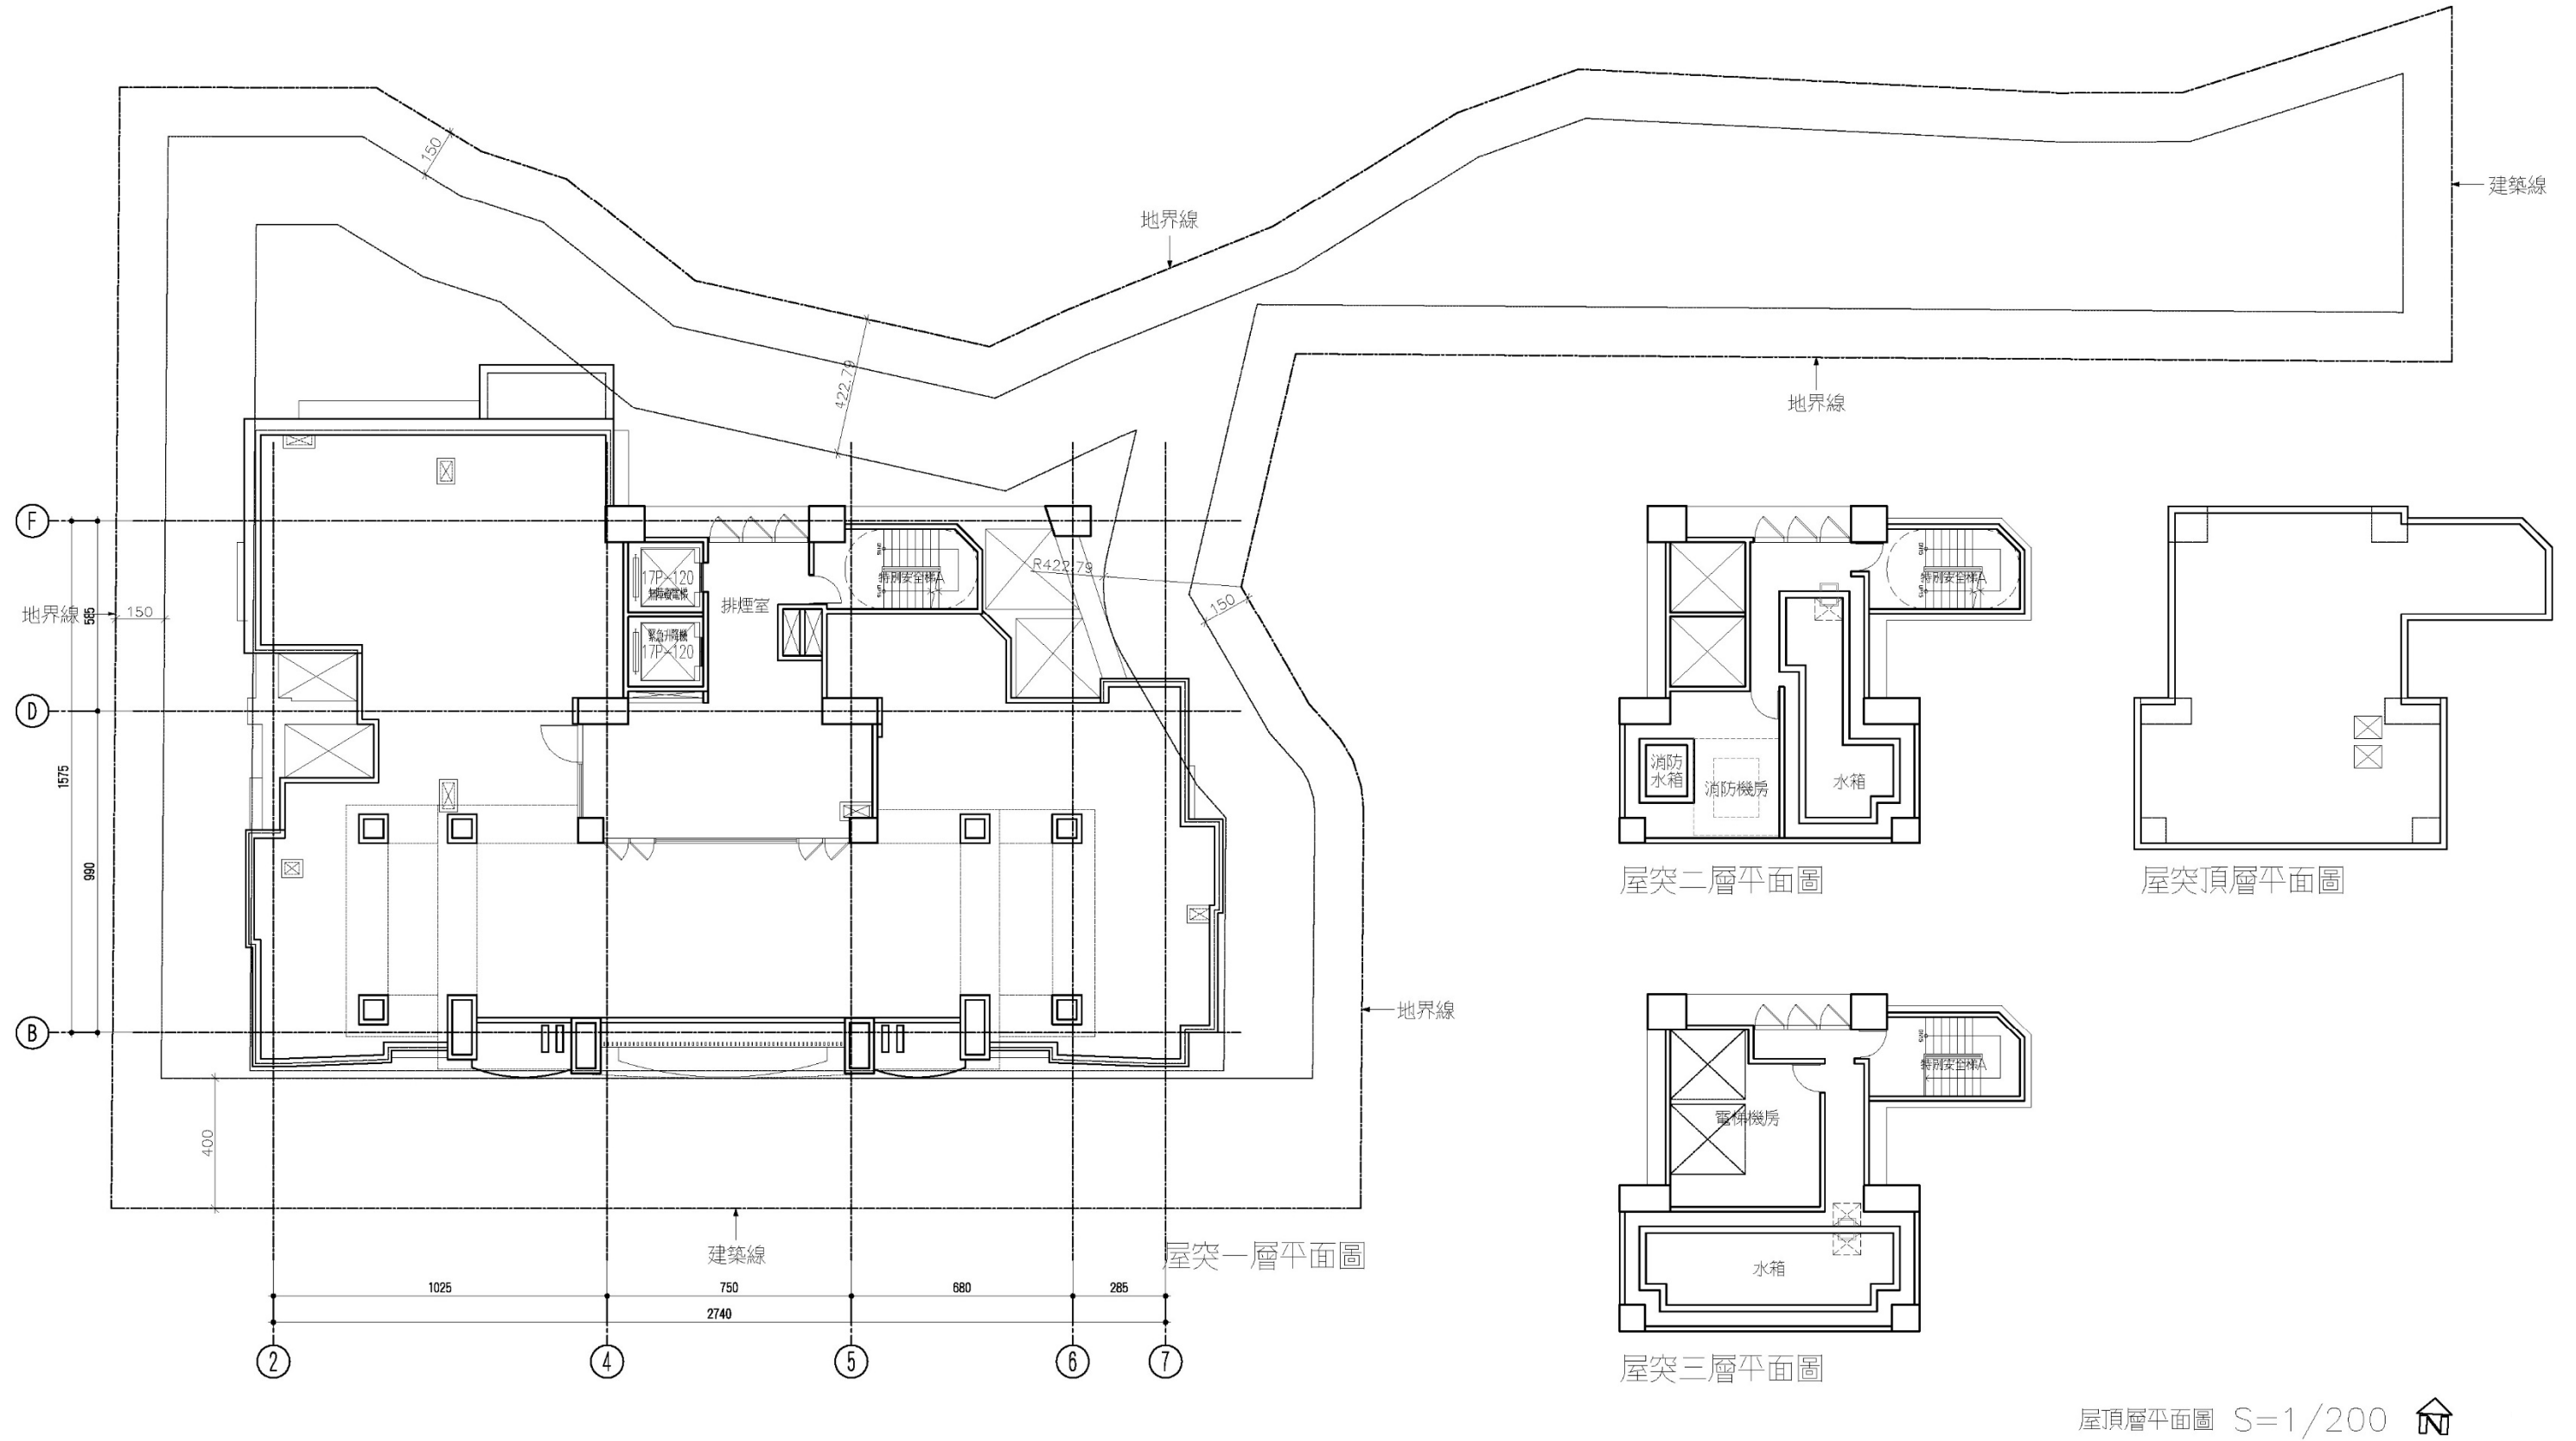 建築線
150
地界線
422.79
地界線
F
17P-120
無障礙電梯
排煙室
特別安全梯A
R422.79
150
地界線
150
585
緊急升降機
17P-120
D
1575
990
B
地界線
400
建築線
屋突一層平面圖
1025
750
680
285
2740
2
4
5
6
7
特別安全梯A
消防
水箱
消防機房
水箱
屋突二層平面圖
屋突頂層平面圖
特別安全梯A
電梯機房
水箱
屋突三層平面圖
屋頂層平面圖 S=1/200
N